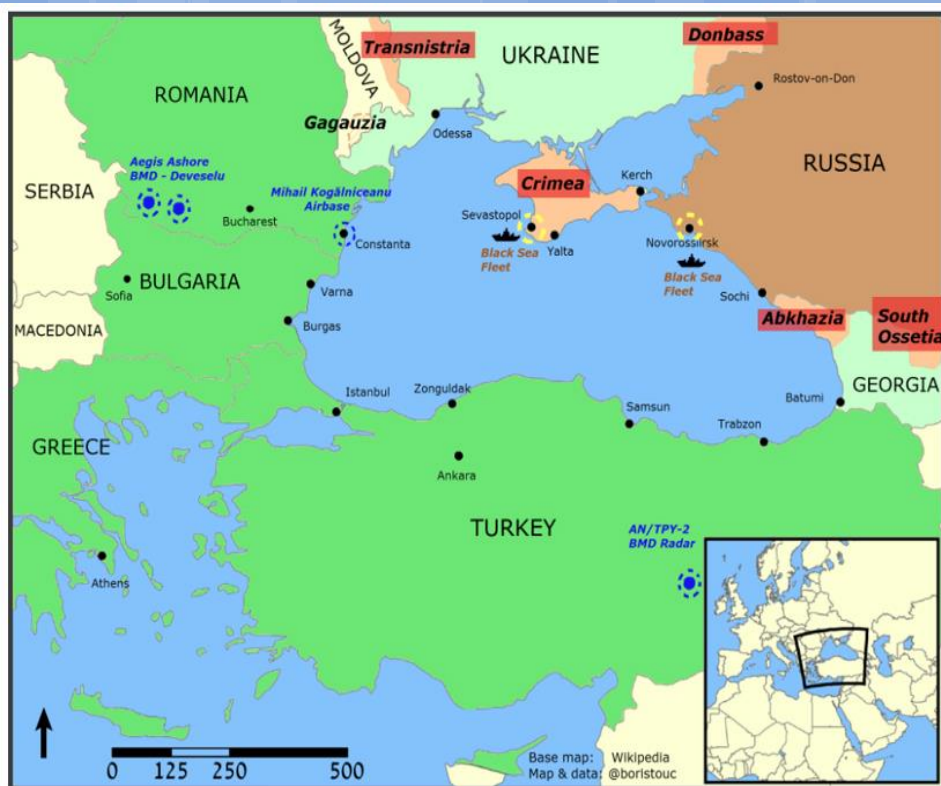 Transnistria
Donbass
UKRAINE
MOLDOVA
Rostov-on-Don
ROMANIA
Gagauzia
Odessa
RUSSIA
Aegis Ashore
BMD - Deveselu
SERBIA
Mihail Kogălniceanu
Airbase
Crimea
Kerch
Bucharest
Constanta
Sevastopol
Yalta
Novorossiirsk
Black Sea
Fleet
Black Sea
Fleet
BULGARIA
Sofia
Varna
Sochi
MACEDONIA
Burgas
Abkhazia
South
Ossetia
GEORGIA
Istanbul
Zonguldak
Samsun
Batumi
Trabzon
GREECE
Ankara
TURKEY
AN/TPY-2
BMD Radar
Athens
0 125 250 500
Base map: Wikipedia
Map & data: @boristouc